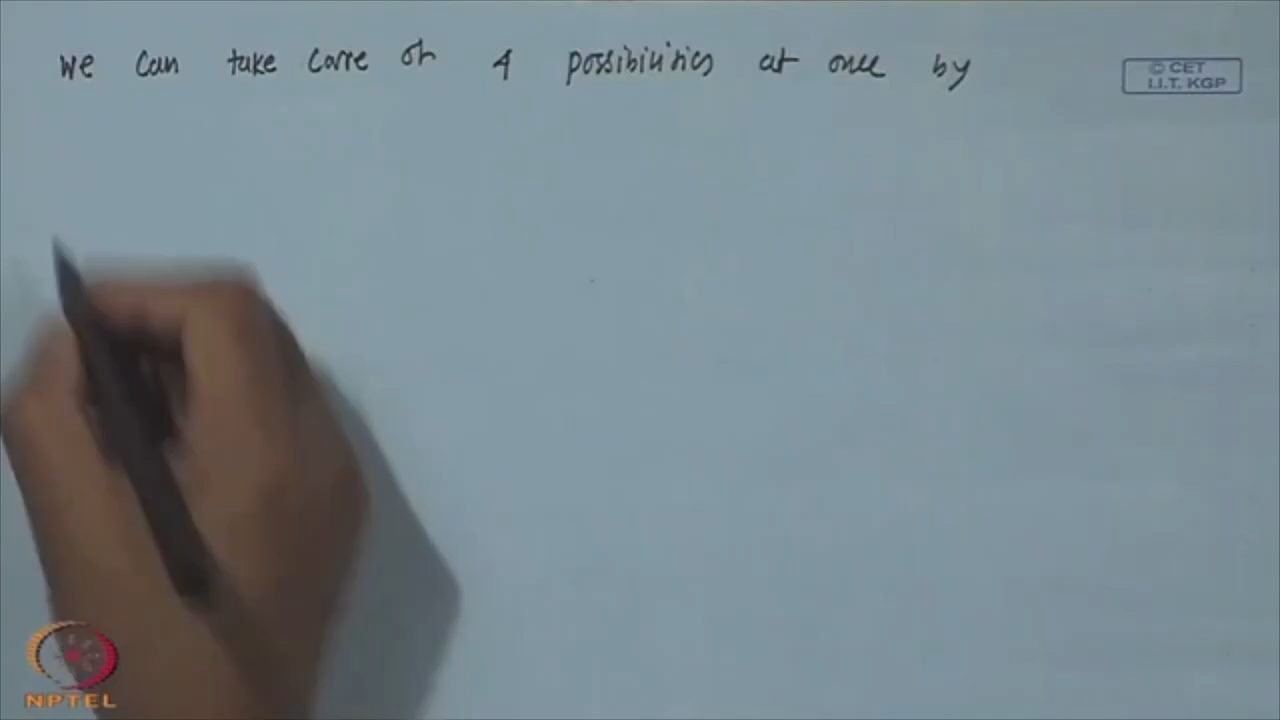 We can take care of 4 possibilities at once by
© CET
I.I.T. KGP
NPTEL